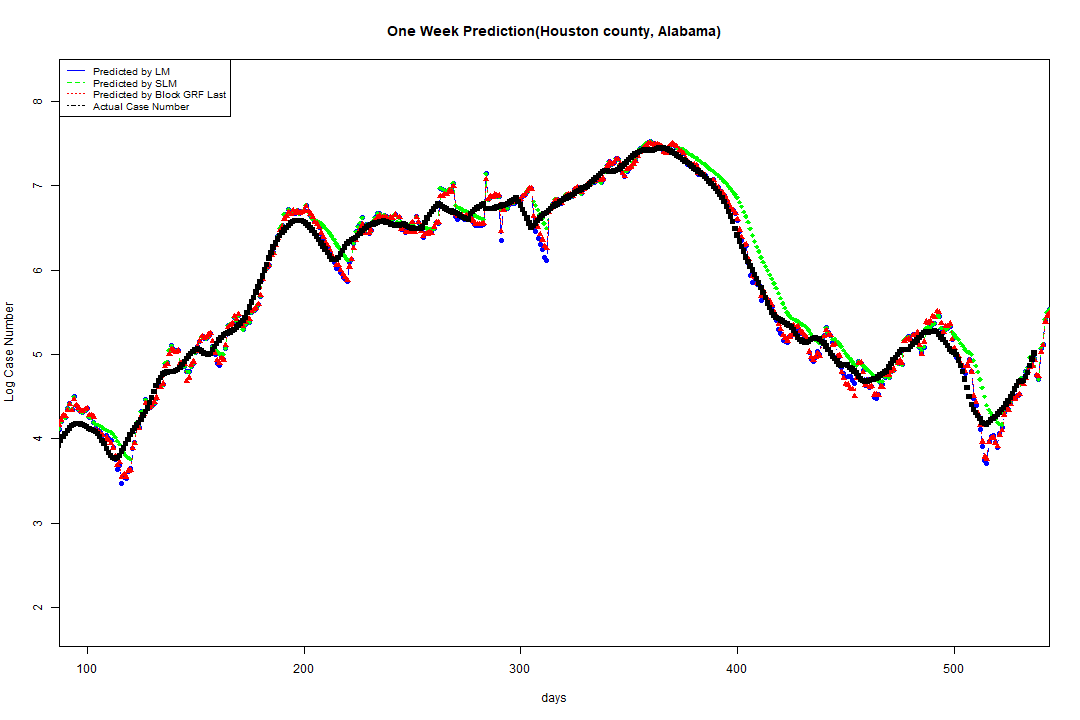 One Week Prediction(Houston county, Alabama)
Predicted by LM
Predicted by SLM
Predicted by Block GRF Last
Actual Case Number
8
7
6
5
4
3
2
Log Case Number
100 200 300 400 500
days